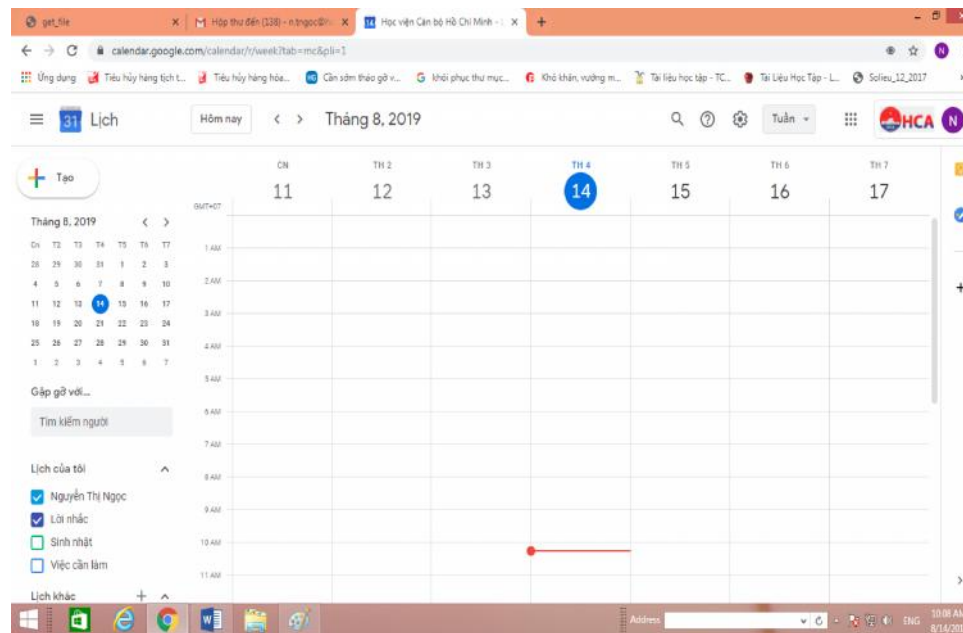 get_file
Hộp thư đến (138) - n.tngoc@h
Học viện Cán bộ Hồ Chí Minh -
calendar.google.com/calendar/r/week?tab=mc&pli=1
Ứng dụng
Tiêu hủy hàng tịch t...
Tiêu hủy hàng hóa...
Cần sớm tháo gỡ v...
khôi phục thư mục...
Khó khăn, vướng m...
Tài liệu học tập - TC...
Tài Liệu Học Tập - L...
Solieu_12_2017
31 Lịch
Hôm nay
Tháng 8, 2019
Tuần
HCA
N
Tạo
CN TH 2 TH 3 TH 4 TH 5 TH 6 TH 7
11 12 13 14 15 16 17
GMT+07
Tháng 8, 2019
Cn T2 T3 T4 T5 T6 T7
28 29 30 31 1 2 3
4 5 6 7 8 9 10
11 12 13 14 15 16 17
18 19 20 21 22 23 24
25 26 27 28 29 30 31
1 2 3 4 5 6 7
Gặp gỡ với...
Tìm kiếm người
Lịch của tôi
Nguyễn Thị Ngọc
Lời nhắc
Sinh nhật
Việc cần làm
Lịch khác
1 AM
2 AM
3 AM
4 AM
5 AM
6 AM
7 AM
8 AM
9 AM
10 AM
11 AM
Address
ENG
10:08 AM
8/14/201